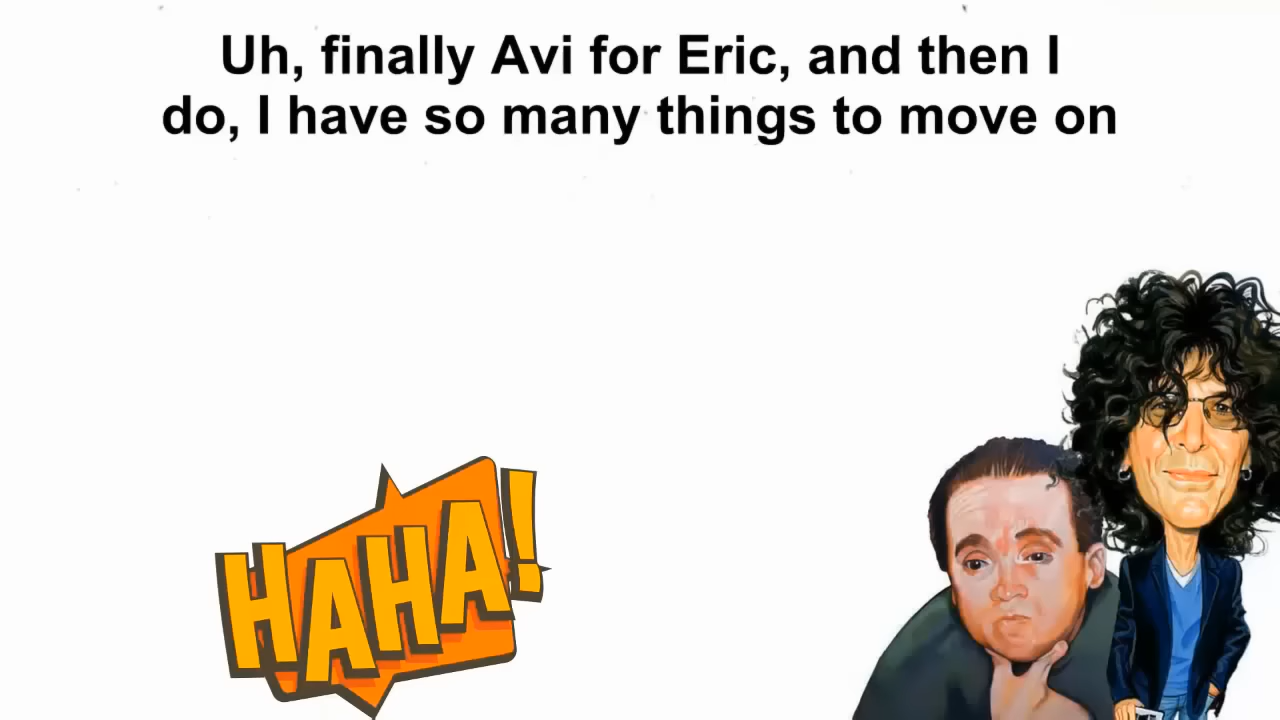 Uh, finally Avi for Eric, and then I
do, I have so many things to move on
HAHA!